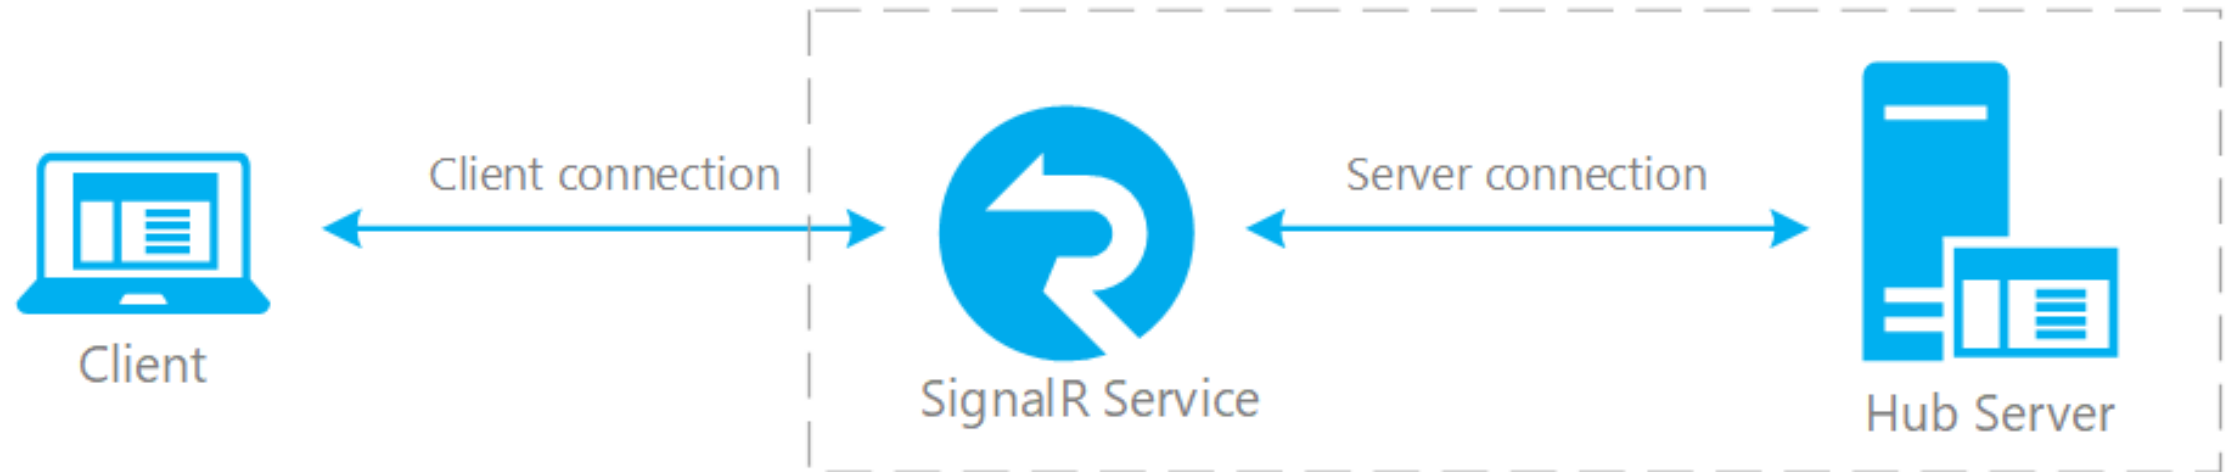 Client connection
Server connection
Client
SignalR Service
Hub Server